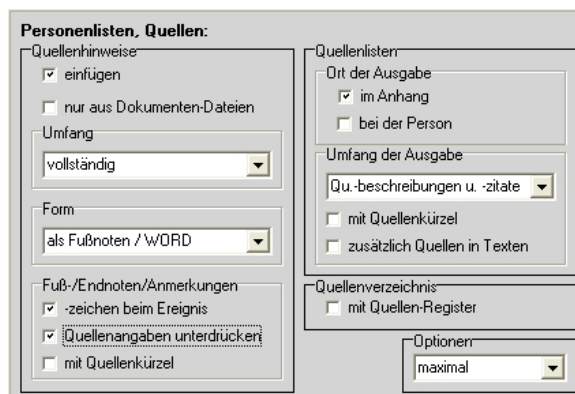 Personenlisten, Quellen:
Quellenhinweise
einfügen
nur aus Dokumenten-Dateien
Umfang
vollständig
Form
als Fußnoten / WORD
Fuß-/Endnoten/Anmerkungen
-zeichen beim Ereignis
Quellenangaben unterdrücken
mit Quellenkürzel
Quellenlisten
Ort der Ausgabe
im Anhang
bei der Person
Umfang der Ausgabe
Qu.-beschreibungen u. -zitate
mit Quellenkürzel
zusätzlich Quellen in Texten
Quellenverzeichnis
mit Quellen-Register
Optionen
maximal